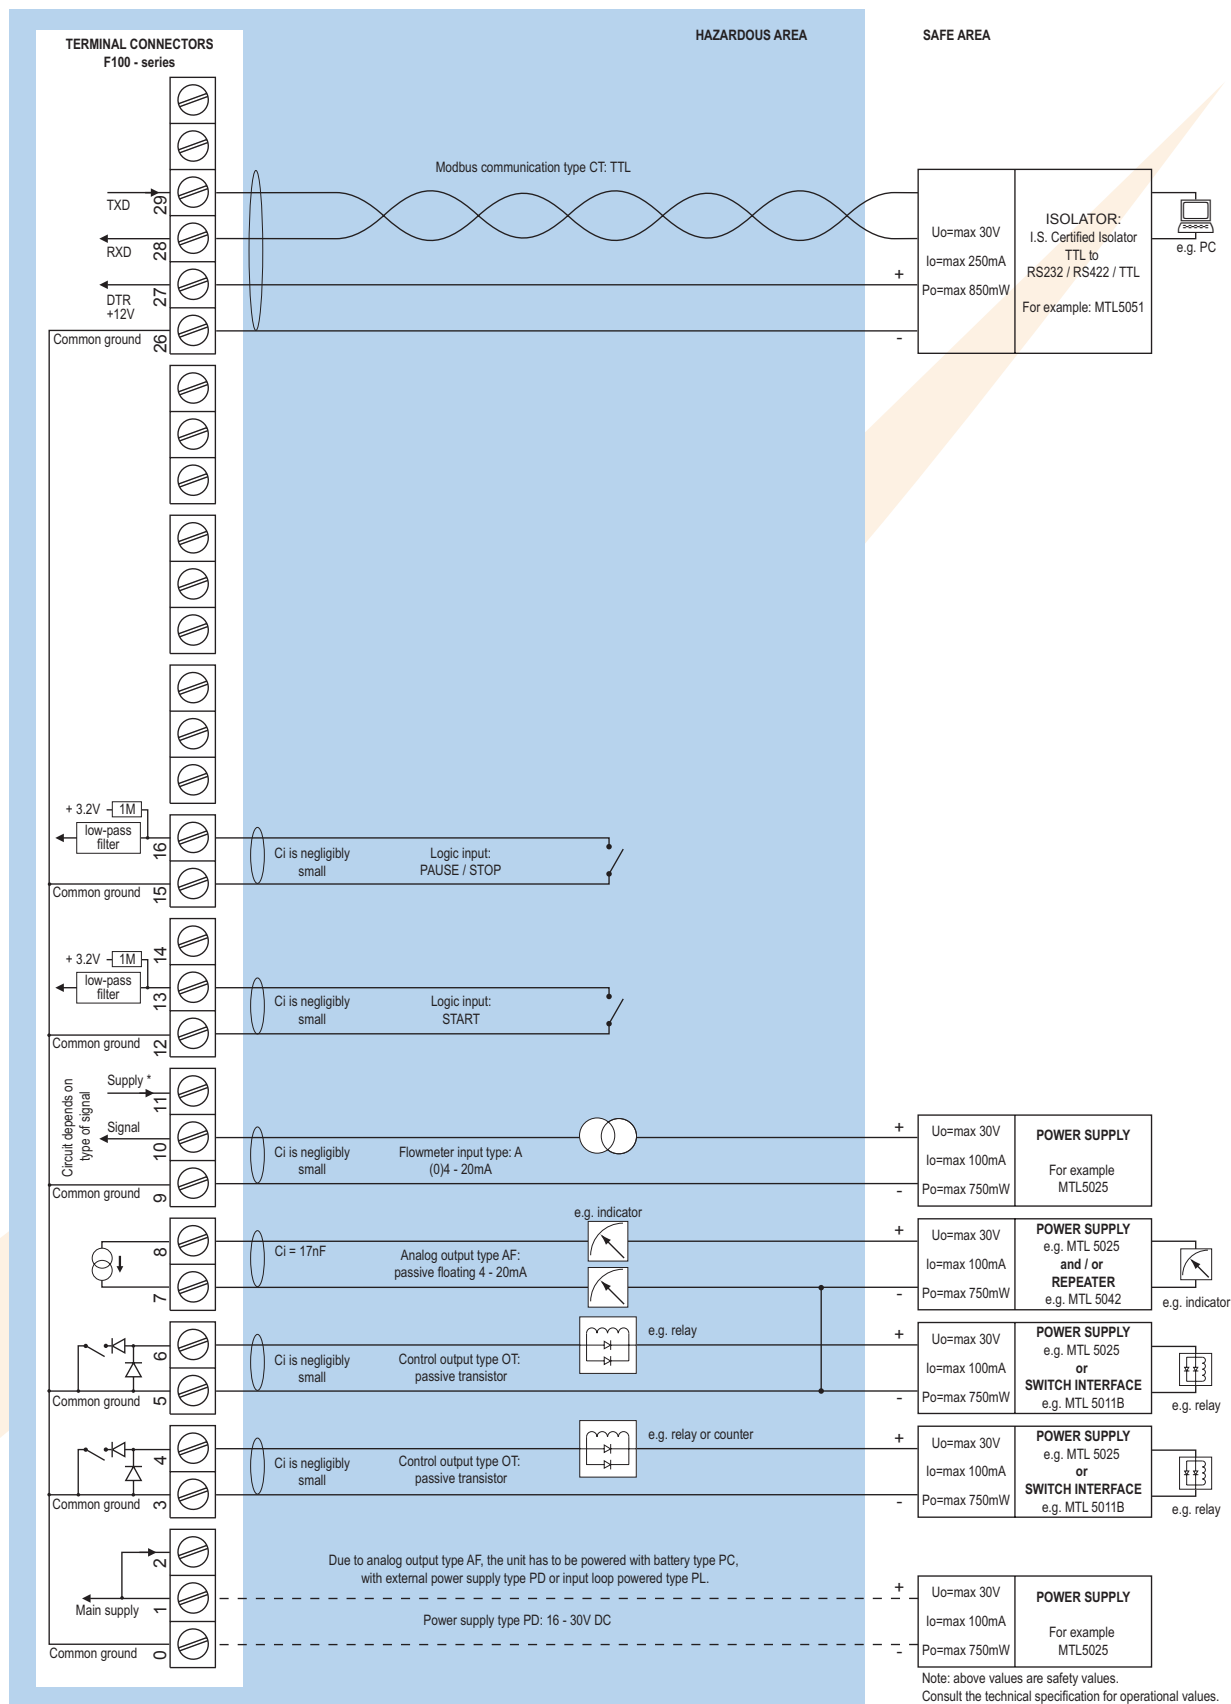 HAZARDOUS AREA
SAFE AREA
TERMINAL CONNECTORS
F100 - series
Modbus communication type CT: TTL
TXD
29
RXD
28
DTR
+12V
27
Common ground
26
+
-
Uo=max 30V
Io=max 250mA
Po=max 850mW
ISOLATOR:
I.S. Certified Isolator
TTL to
RS232 / RS422 / TTL
For example: MTL5051
e.g. PC
+ 3.2V
1M
low-pass
filter
16
Common ground
15
Ci is negligibly
small
Logic input:
PAUSE / STOP
14
+ 3.2V
1M
low-pass
filter
13
Common ground
12
Ci is negligibly
small
Logic input:
START
Circuit depends on
type of signal
Supply *
11
Signal
10
Common ground
9
Ci is negligibly
small
Flowmeter input type: A
(0)4 - 20mA
+
-
Uo=max 30V
Io=max 100mA
Po=max 750mW
POWER SUPPLY
For example
MTL5025
8
7
Ci = 17nF
Analog output type AF:
passive floating 4 - 20mA
e.g. indicator
+
-
Uo=max 30V
Io=max 100mA
Po=max 750mW
POWER SUPPLY
e.g. MTL 5025
and / or
REPEATER
e.g. MTL 5042
e.g. indicator
6
Common ground
5
Ci is negligibly
small
Control output type OT:
passive transistor
e.g. relay
+
-
Uo=max 30V
Io=max 100mA
Po=max 750mW
POWER SUPPLY
e.g. MTL 5025
or
SWITCH INTERFACE
e.g. MTL 5011B
e.g. relay
4
Common ground
3
Ci is negligibly
small
Control output type OT:
passive transistor
e.g. relay or counter
+
-
Uo=max 30V
Io=max 100mA
Po=max 750mW
POWER SUPPLY
e.g. MTL 5025
or
SWITCH INTERFACE
e.g. MTL 5011B
e.g. relay
2
Main supply
1
Common ground
0
Due to analog output type AF, the unit has to be powered with battery type PC,
with external power supply type PD or input loop powered type PL.
Power supply type PD: 16 - 30V DC
+
-
Uo=max 30V
Io=max 100mA
Po=max 750mW
POWER SUPPLY
For example
MTL5025
Note: above values are safety values.
Consult the technical specification for operational values.